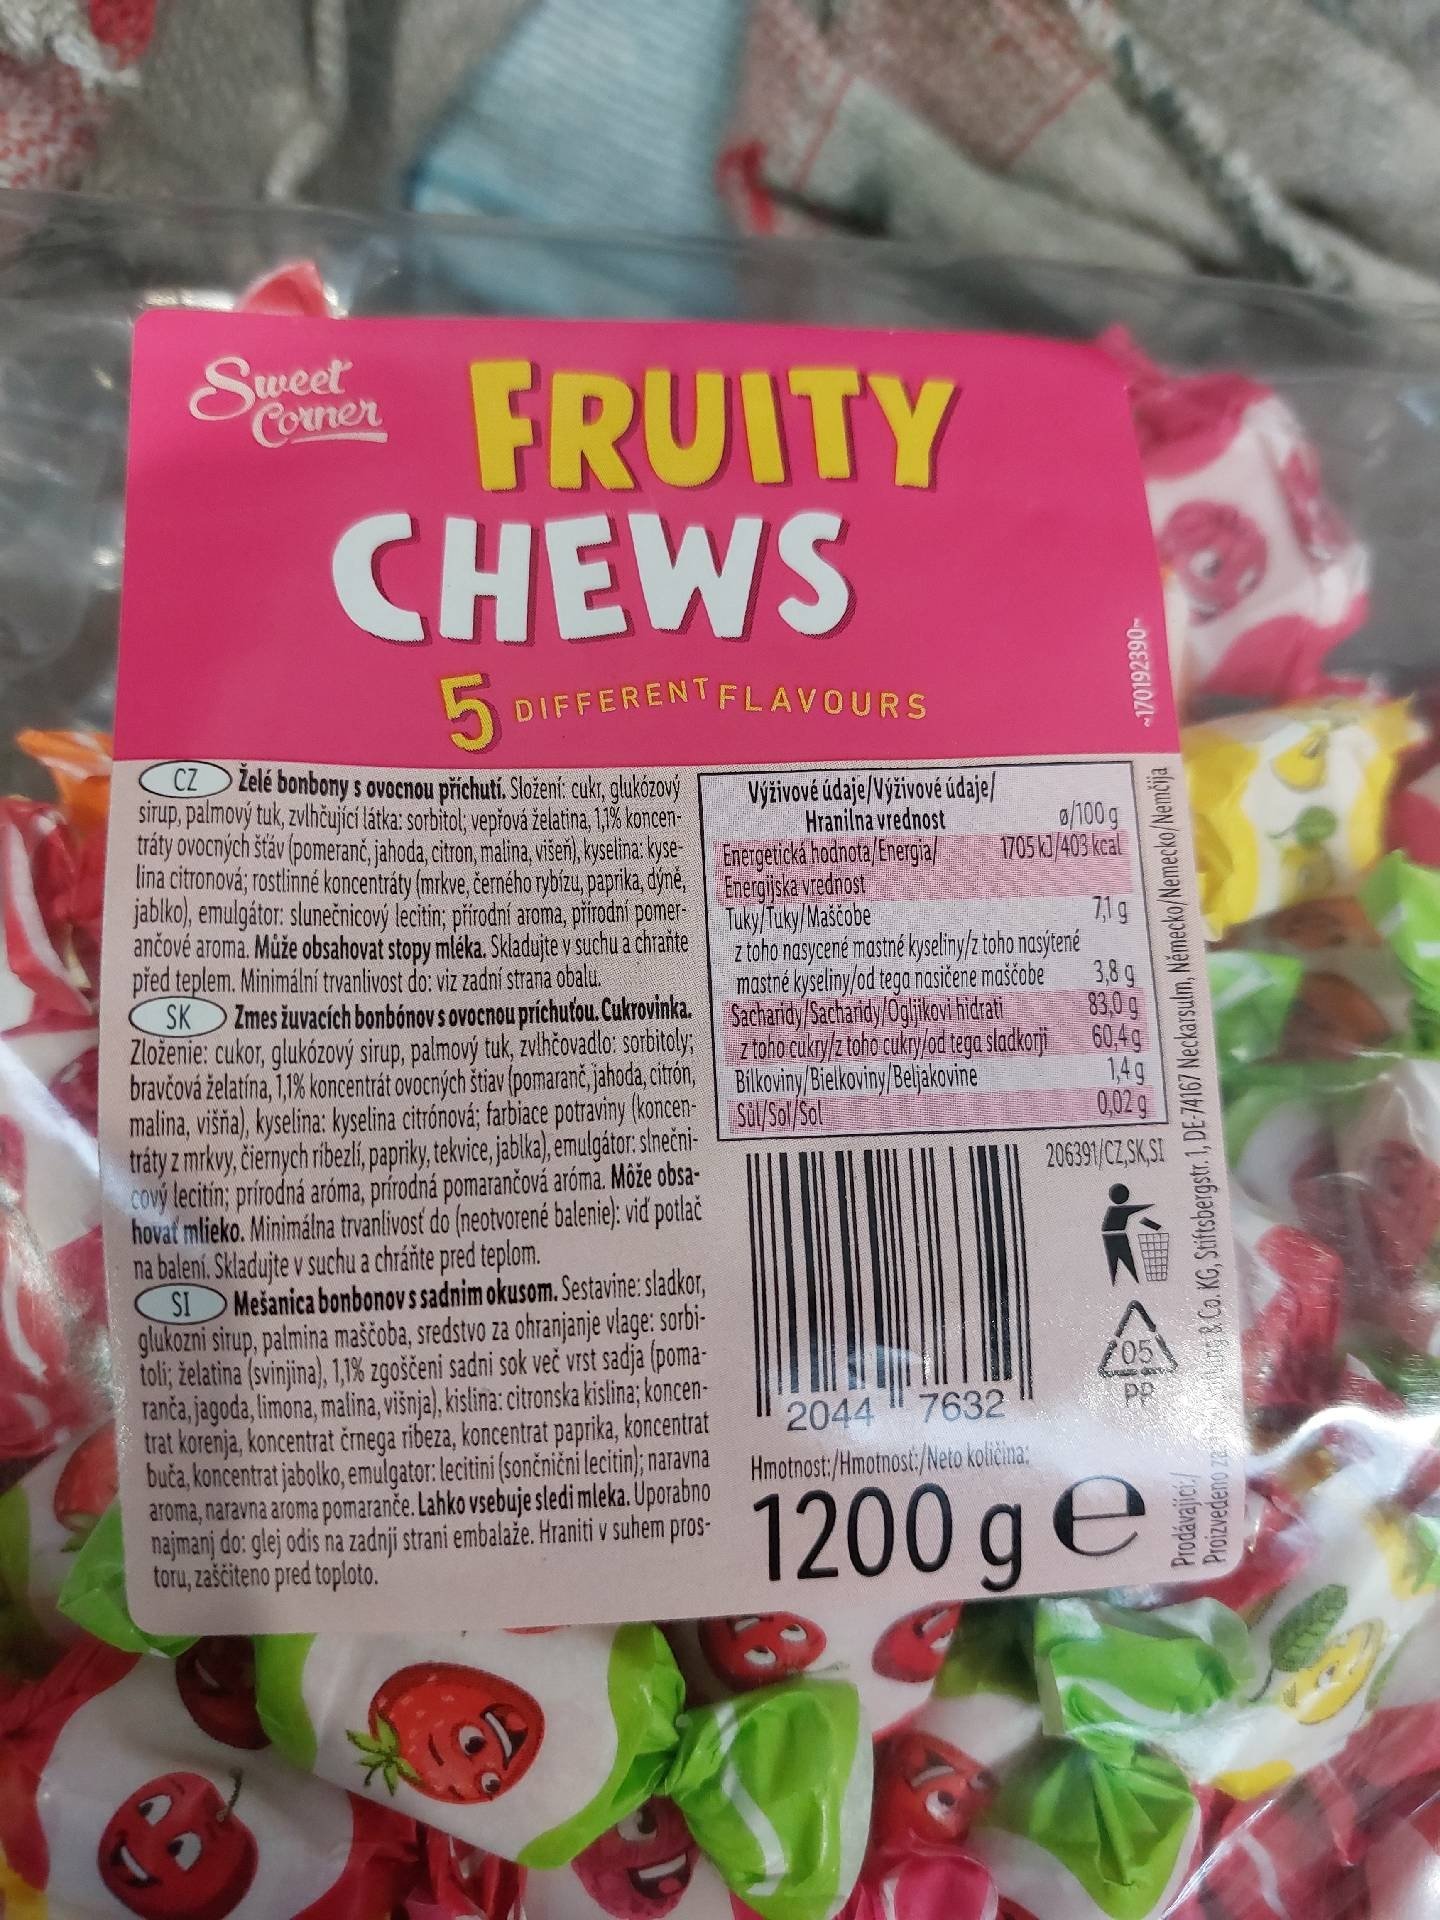 Sweet
Corner
FRUITY
CHEWS
5 DIFFERENT FLAVOURS
~170192390~
CZ Želé bonbony s ovocnou příchutí. Složení: cukr, glukózový
sirup, palmový tuk, zvlhčující látka: sorbitol; vepřová želatina, 1,1% koncen-
tráty ovocných šťáv (pomeranč, jahoda, citron, malina, višeň), kyselina: kyse-
lina citronová; rostlinné koncentráty (mrkve, černého rybízu, paprika, dýně,
jablko), emulgátor: slunečnicový lecitin; přírodní aroma, přírodní pomer-
ančové aroma. Může obsahovat stopy mléka. Skladujte v suchu a chraňte
před teplem. Minimální trvanlivost do: viz zadní strana obalu.
SK Zmes žuvacích bonbónov s ovocnou príchuťou. Cukrovinka.
Zloženie: cukor, glukózový sirup, palmový tuk, zvlhčovadlo: sorbitoly;
bravčová želatína, 1,1% koncentrát ovocných štiav (pomaranč, jahoda, citrón,
malina, višňa), kyselina: kyselina citrónová; farbiace potraviny (koncen-
tráty z mrkvy, čiernych ríbezlí, papriky, tekvice, jablka), emulgátor: slneční-
cový lecitín; prírodná aróma, prírodná pomarančová aróma. Môže obsa-
hovať mlieko. Minimálna trvanlivosť do (neotvorené balenie): viď potlač
na balení. Skladujte v suchu a chráňte pred teplom.
SI Mešanica bonbonov s sadnim okusom. Sestavine: sladkor,
glukozni sirup, palmina maščoba, sredstvo za ohranjanje vlage: sorbi-
toli; želatina (svinjina), 1,1% zgoščeni sadni sok več vrst sadja (poma-
ranča, jagoda, limona, malina, višnja), kislina: citronska kislina; koncen-
trat korenja, koncentrat črnega ribeza, koncentrat paprika, koncentrat
buča, koncentrat jabolko, emulgator: lecitini (sončnični lecitin); naravna
aroma, naravna aroma pomaranče. Lahko vsebuje sledi mleka. Uporabno
najmanj do: glej odis na zadnji strani embalaže. Hraniti v suhem pros-
toru, zaščiteno pred toploto.
Výživové údaje/Výživové údaje/
Hranilna vrednost ø/100 g
Energetická hodnota/Energia/ 1705 kJ/403 kcal
Energijska vrednost
Tuky/Tuky/Maščobe 7,1 g
z toho nasycené mastné kyseliny/z toho nasýtené
mastné kyseliny/od tega nasičene maščobe 3,8 g
Sacharidy/Sacharidy/Ogljikovi hidrati 83,0 g
z toho cukry/z toho cukry/od tega sladkorji 60,4 g
Bílkoviny/Bielkoviny/Beljakovine 1,4 g
Sůl/Soľ/Sol 0,02 g
206391/CZ,SK,SI
05
PP
2044 7632
Hmotnost:/Hmotnosť:/Neto količina:
1200 g e
Prodávající:/
Proizvedeno za: & Co. KG, Stiftsbergstr. 1, DE-74167 Neckarsulm, Německo/Nemecko/Nemčija